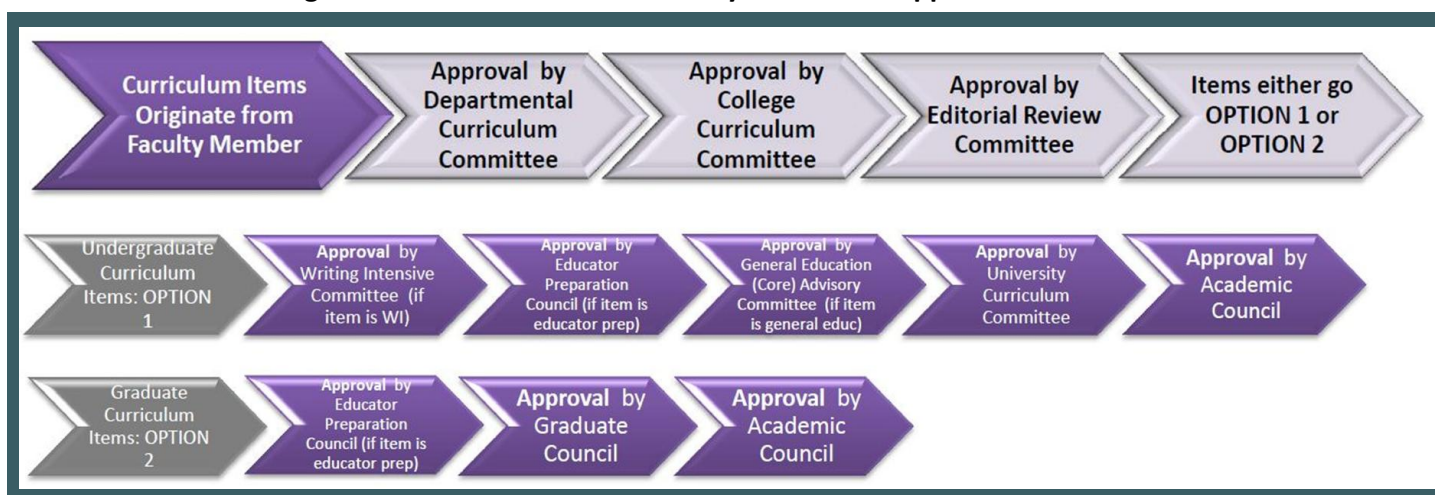 Curriculum Items
Originate from
Faculty Member
Approval by
Departmental
Curriculum
Committee
Approval by
College
Curriculum
Committee
Approval by
Editorial Review
Committee
Items either go
OPTION 1 or
OPTION 2
Undergraduate
Curriculum
Items: OPTION
1
Approval by
Writing Intensive
Committee (if
item is WI)
Approval by
Educator
Preparation
Council (if item is
educator prep)
Approval by
General Education
(Core) Advisory
Committee (if item
is general educ)
Approval by
University
Curriculum
Committee
Approval by
Academic
Council
Graduate
Curriculum
Items: OPTION
2
Approval by
Educator
Preparation
Council (if item is
educator prep)
Approval by
Graduate
Council
Approval by
Academic
Council